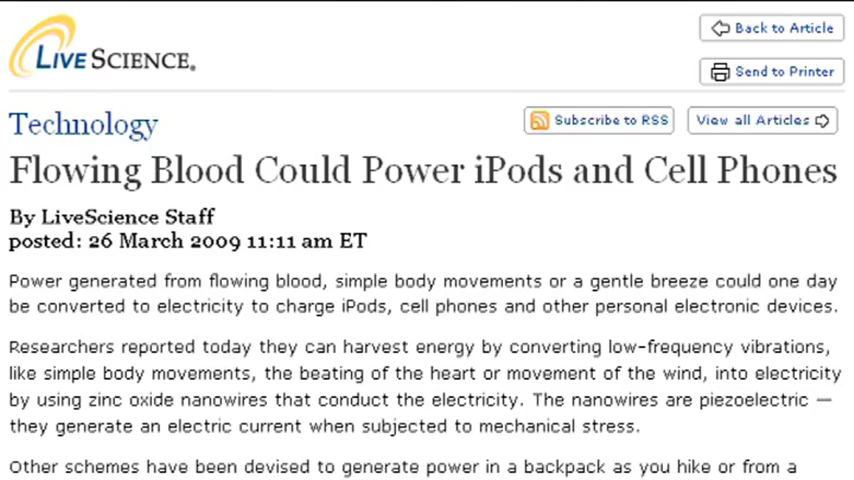 LIVESCIENCE.
Back to Article
Send to Printer
Technology
Subscribe to RSS
View all Articles
Flowing Blood Could Power iPods and Cell Phones
By LiveScience Staff
posted: 26 March 2009 11:11 am ET
Power generated from flowing blood, simple body movements or a gentle breeze could one day
be converted to electricity to charge iPods, cell phones and other personal electronic devices.
Researchers reported today they can harvest energy by converting low-frequency vibrations,
like simple body movements, the beating of the heart or movement of the wind, into electricity
by using zinc oxide nanowires that conduct the electricity. The nanowires are piezoelectric —
they generate an electric current when subjected to mechanical stress.
Other schemes have been devised to generate power in a backpack as you hike or from a